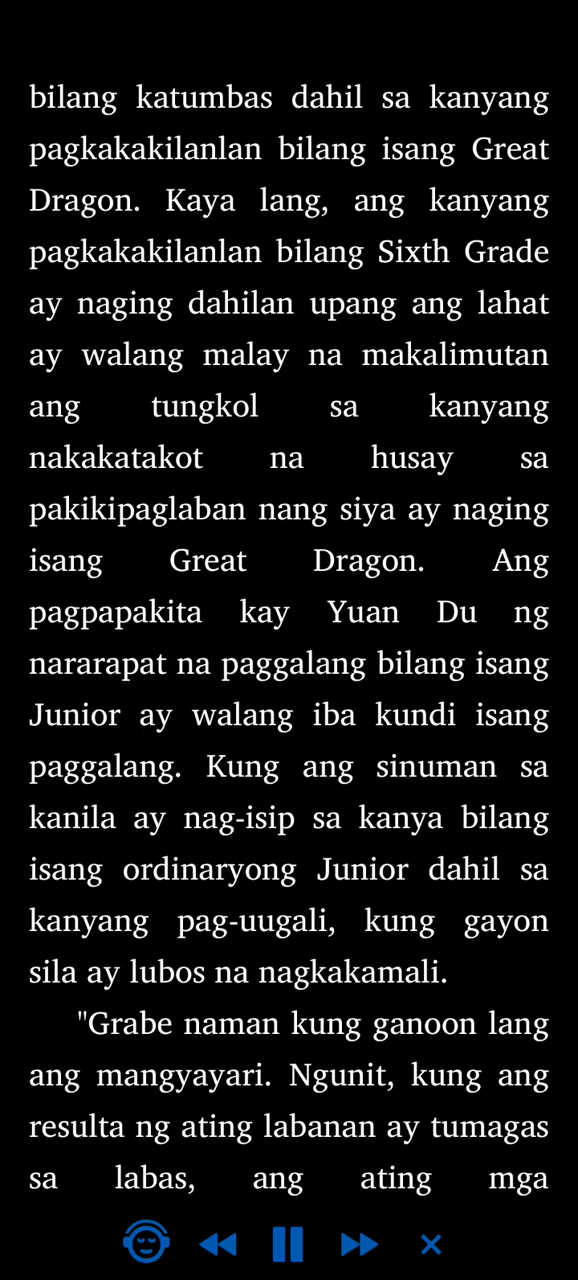 bilang katumbas dahil sa kanyang
pagkakakilanlan bilang isang Great
Dragon. Kaya lang, ang kanyang
pagkakakilanlan bilang Sixth Grade
ay naging dahilan upang ang lahat
ay walang malay na makalimutan
ang tungkol sa kanyang
nakakatakot na husay sa
pakikipaglaban nang siya ay naging
isang Great Dragon. Ang
pagpapakita kay Yuan Du ng
nararapat na paggalang bilang isang
Junior ay walang iba kundi isang
paggalang. Kung ang sinuman sa
kanila ay nag-isip sa kanya bilang
isang ordinaryong Junior dahil sa
kanyang pag-uugali, kung gayon
sila ay lubos na nagkakamali.
"Grabe naman kung ganoon lang
ang mangyayari. Ngunit, kung ang
resulta ng ating labanan ay tumagas
sa labas, ang ating mga